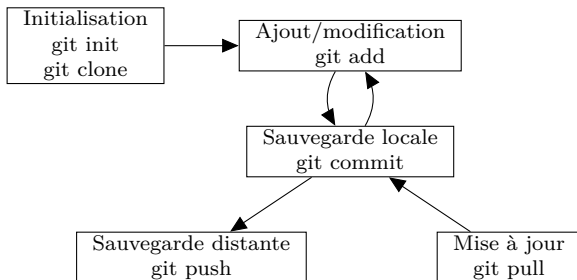 Initialisation
git init
git clone
Ajout/modification
git add
Sauvegarde locale
git commit
Sauvegarde distante
git push
Mise à jour
git pull